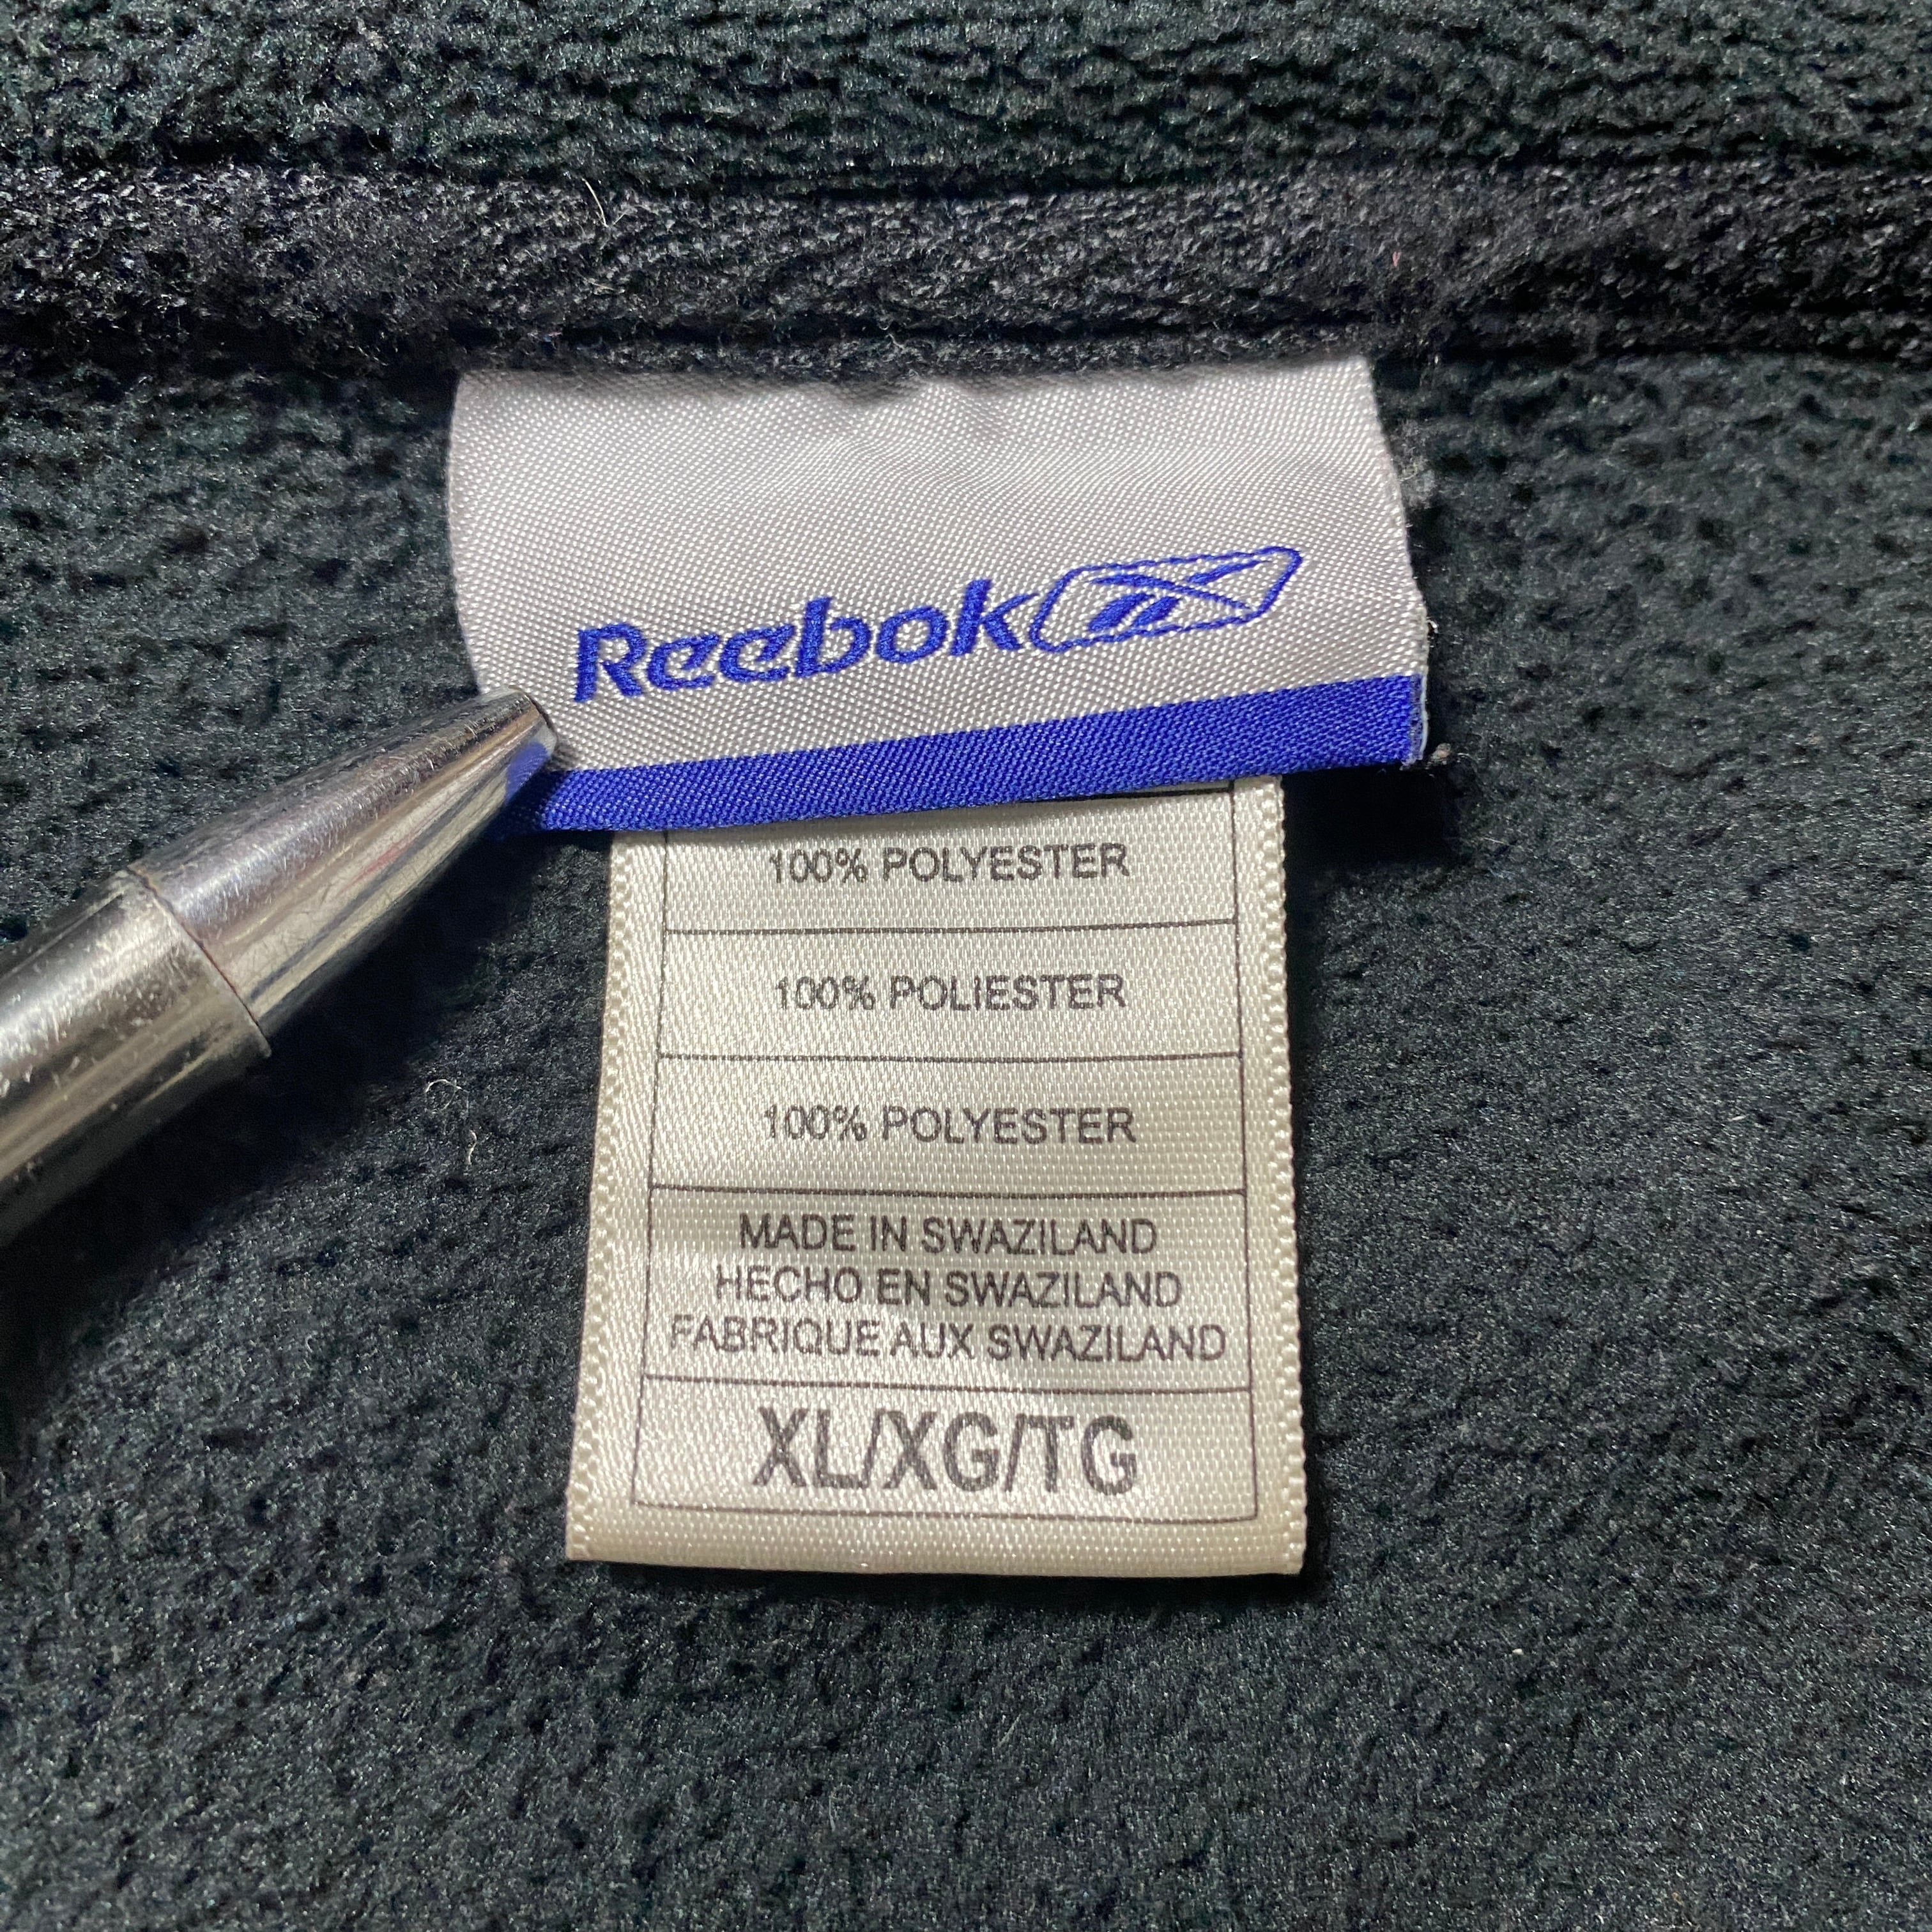 Reebok
100% POLYESTER
100% POLIESTER
100% POLYESTER
MADE IN SWAZILAND
HECHO EN SWAZILAND
FABRIQUE AUX SWAZILAND
XL/XG/TG